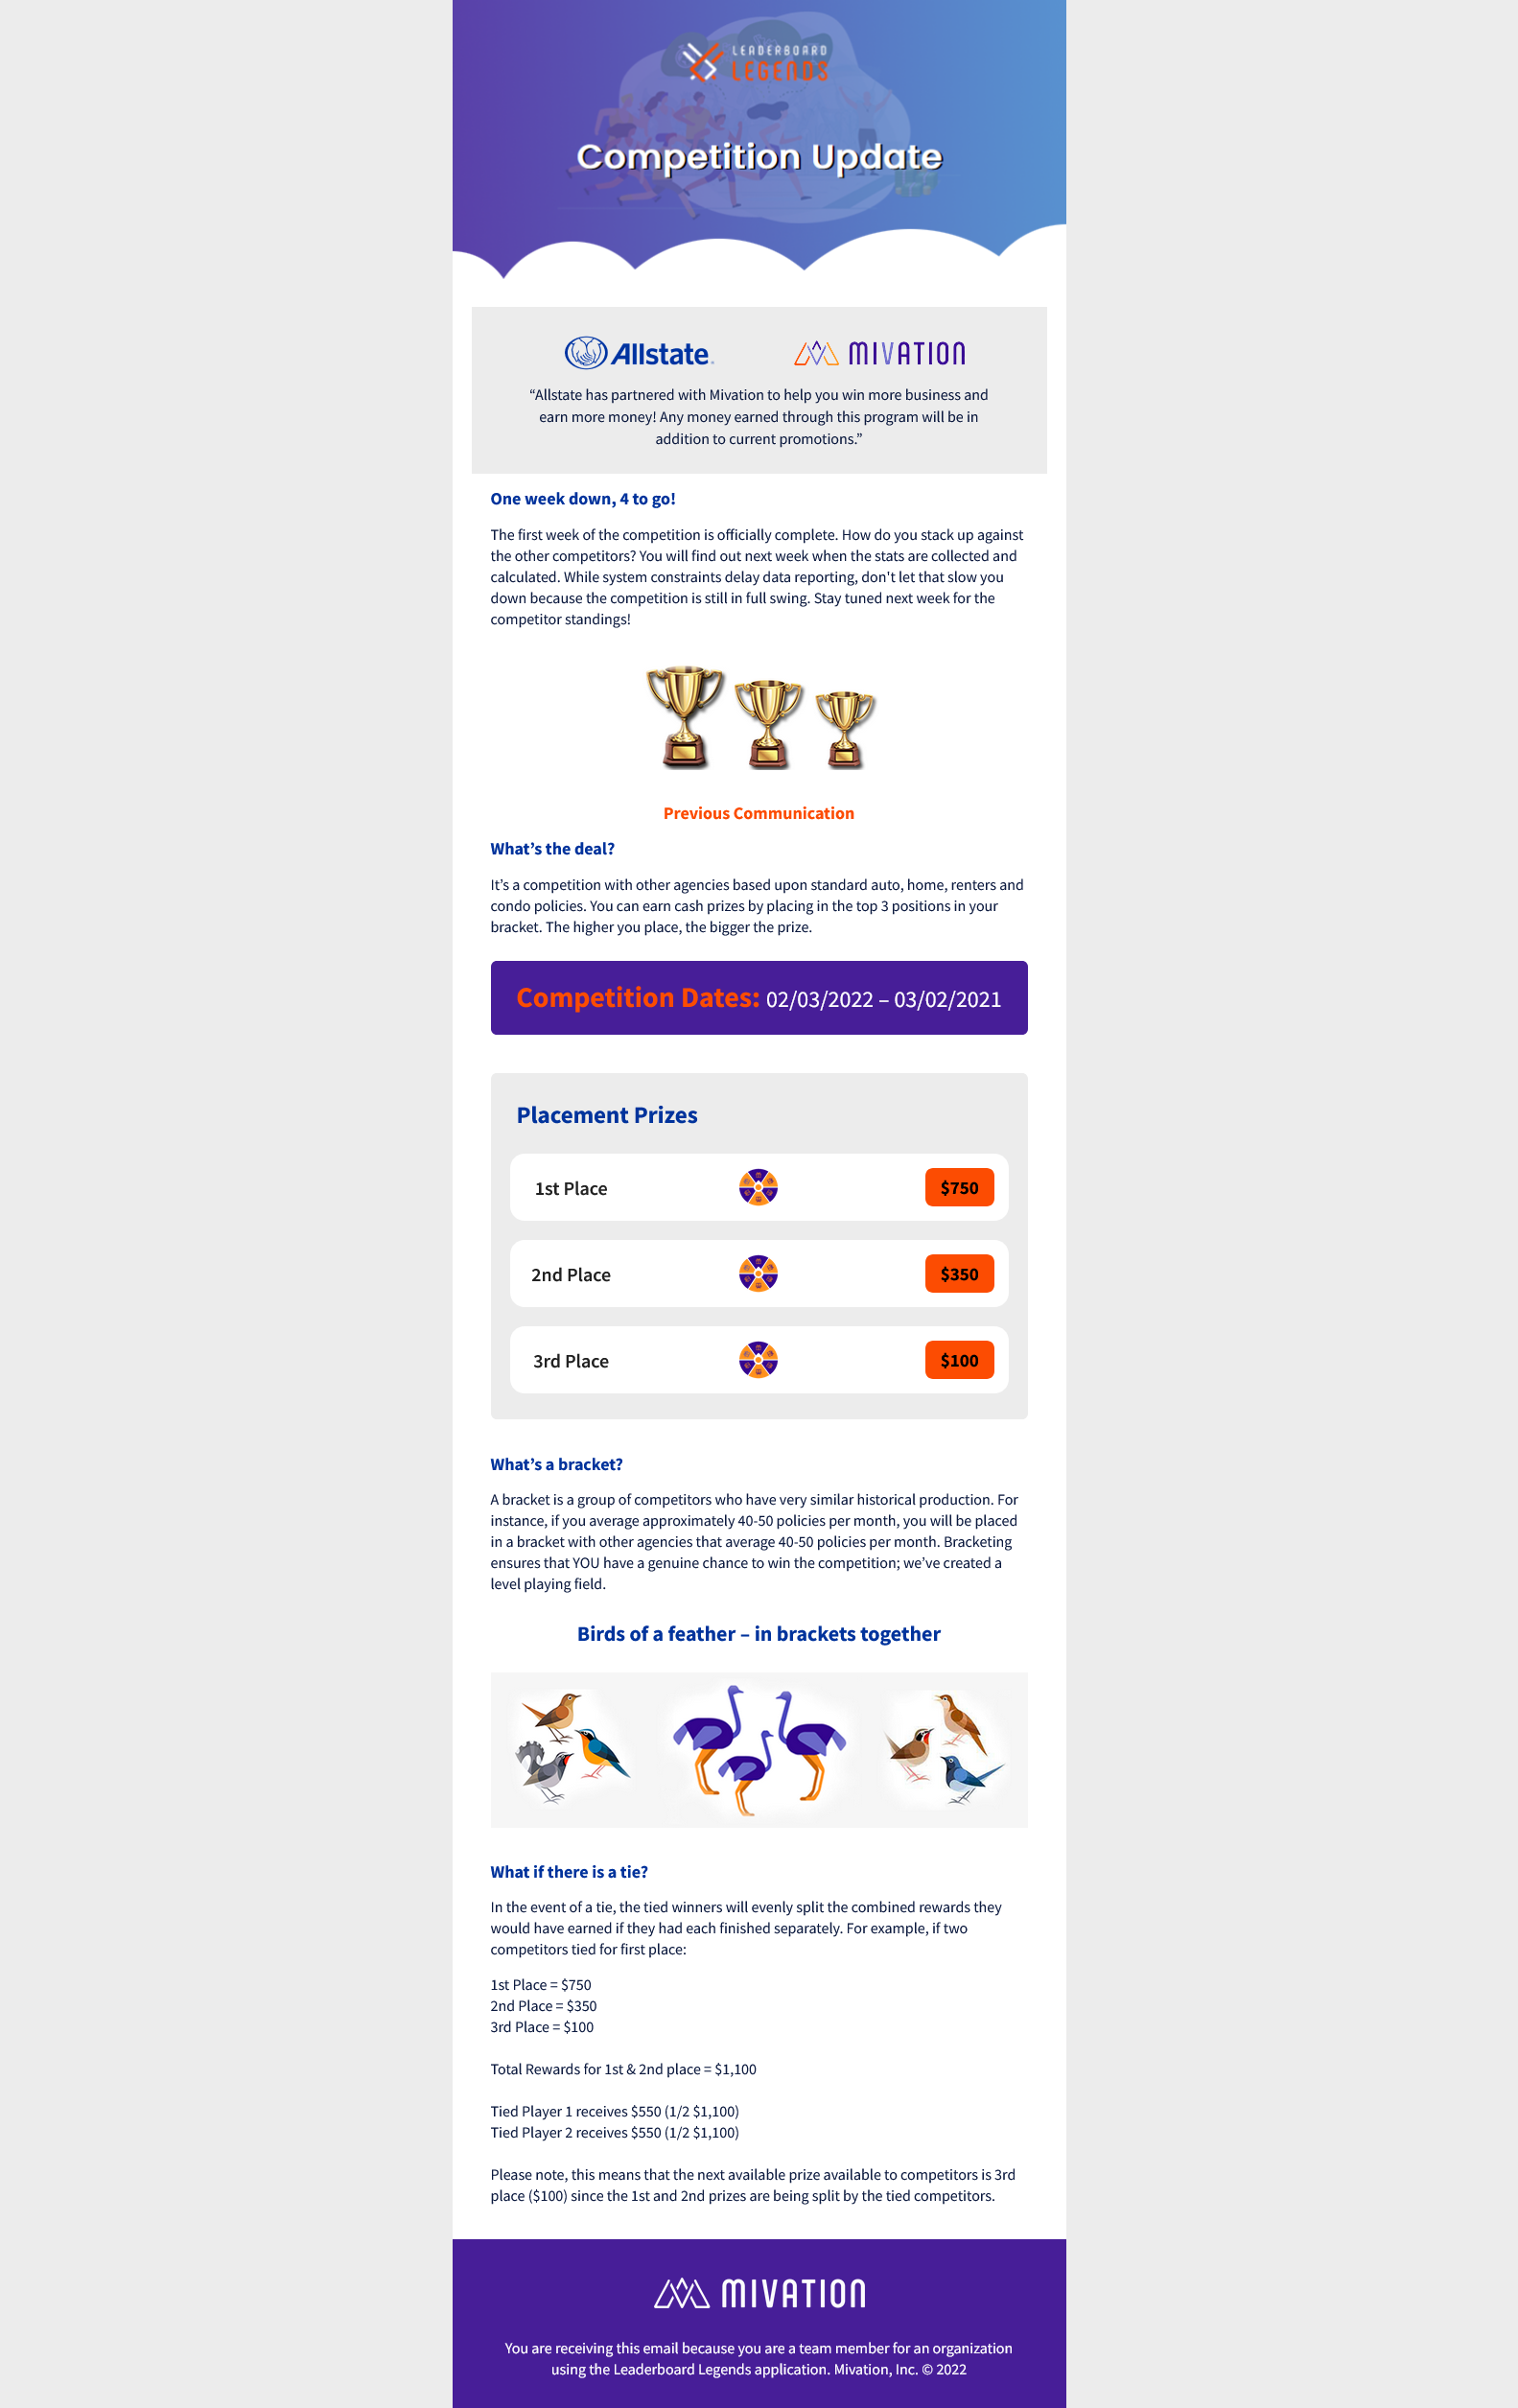 LEADERBOARD
LEGENDS
Competition Update
Allstate
MIVATION
“Allstate has partnered with Mivation to help you win more business and
earn more money! Any money earned through this program will be in
addition to current promotions.”
One week down, 4 to go!
The first week of the competition is officially complete. How do you stack up against
the other competitors? You will find out next week when the stats are collected and
calculated. While system constraints delay data reporting, don't let that slow you
down because the competition is still in full swing. Stay tuned next week for the
competitor standings!
Previous Communication
What’s the deal?
It’s a competition with other agencies based upon standard auto, home, renters and
condo policies. You can earn cash prizes by placing in the top 3 positions in your
bracket. The higher you place, the bigger the prize.
Competition Dates: 02/03/2022 – 03/02/2021
Placement Prizes
1st Place $750
2nd Place $350
3rd Place $100
What’s a bracket?
A bracket is a group of competitors who have very similar historical production. For
instance, if you average approximately 40-50 policies per month, you will be placed
in a bracket with other agencies that average 40-50 policies per month. Bracketing
ensures that YOU have a genuine chance to win the competition; we’ve created a
level playing field.
Birds of a feather – in brackets together
What if there is a tie?
In the event of a tie, the tied winners will evenly split the combined rewards they
would have earned if they had each finished separately. For example, if two
competitors tied for first place:
1st Place = $750
2nd Place = $350
3rd Place = $100
Total Rewards for 1st & 2nd place = $1,100
Tied Player 1 receives $550 (1/2 $1,100)
Tied Player 2 receives $550 (1/2 $1,100)
Please note, this means that the next available prize available to competitors is 3rd
place ($100) since the 1st and 2nd prizes are being split by the tied competitors.
MIVATION
You are receiving this email because you are a team member for an organization
using the Leaderboard Legends application. Mivation, Inc. © 2022